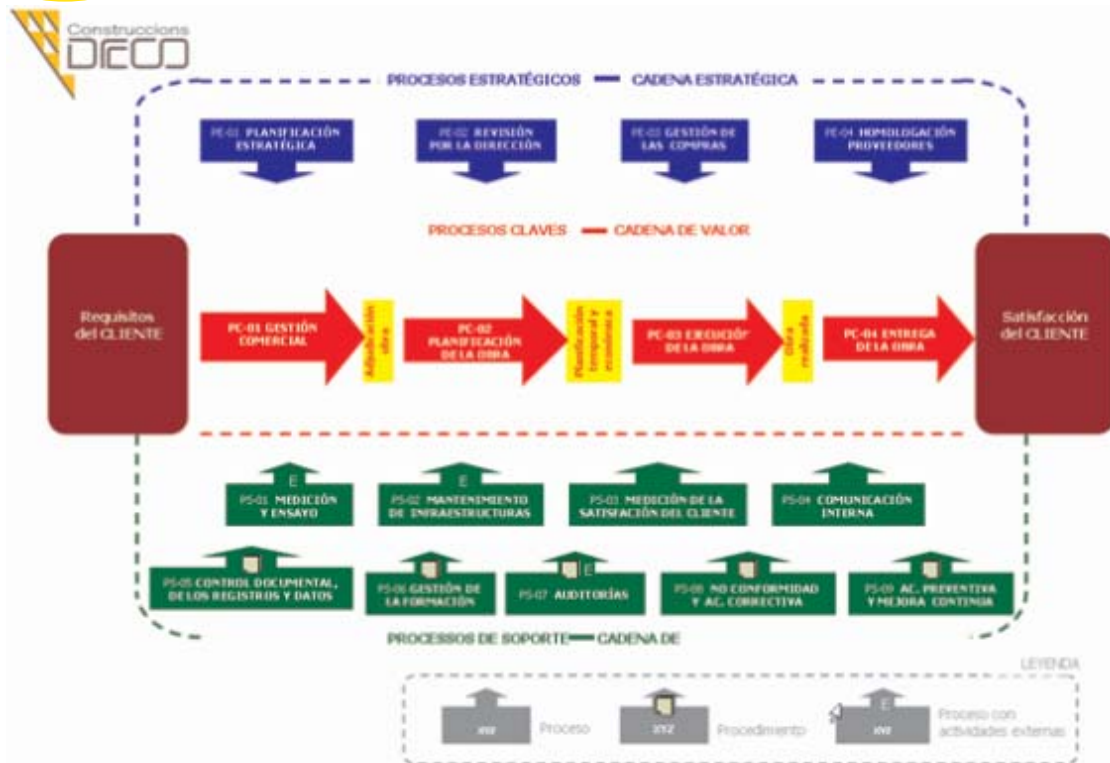 Construccions
DECO
PROCESOS ESTRATÉGICOS — CADENA ESTRATÉGICA
PE-01 PLANIFICACIÓN
ESTRATÉGICA
PE-02 REVISIÓN
POR LA DIRECCIÓN
PE-03 GESTIÓN DE
LAS COMPRAS
PE-04 HOMOLOGACIÓN
PROVEEDORES
PROCESOS CLAVES — CADENA DE VALOR
Requisitos
del CLIENTE
PC-01 GESTIÓN
COMERCIAL
Adjudicación
obra
PC-02
PLANIFICACIÓN
DE LA OBRA
Planificación
temporal y
económica
PC-03 EJECUCIÓN
DE LA OBRA
Obra
realizada
PC-04 ENTREGA
DE LA OBRA
Satisfacción
del CLIENTE
E
PS-01 MEDICIÓN
Y ENSAYO
E
PS-02 MANTENIMIENTO
DE INFRAESTRUCTURAS
PS-03 MEDICIÓN DE LA
SATISFACCIÓN DEL CLIENTE
PS-04 COMUNICACIÓN
INTERNA
PS-05 CONTROL DOCUMENTAL,
DE LOS REGISTROS Y DATOS
PS-06 GESTIÓN DE
LA FORMACIÓN
E
PS-07 AUDITORÍAS
PS-08 NO CONFORMIDAD
Y AC. CORRECTIVA
PS-09 AC. PREVENTIVA
Y MEJORA CONTINUA
PROCESSOS DE SOPORTE — CADENA DE
LEYENDA
XYZ
Proceso
XYZ
Procedimiento
E
XYZ
Proceso con
actividades externas